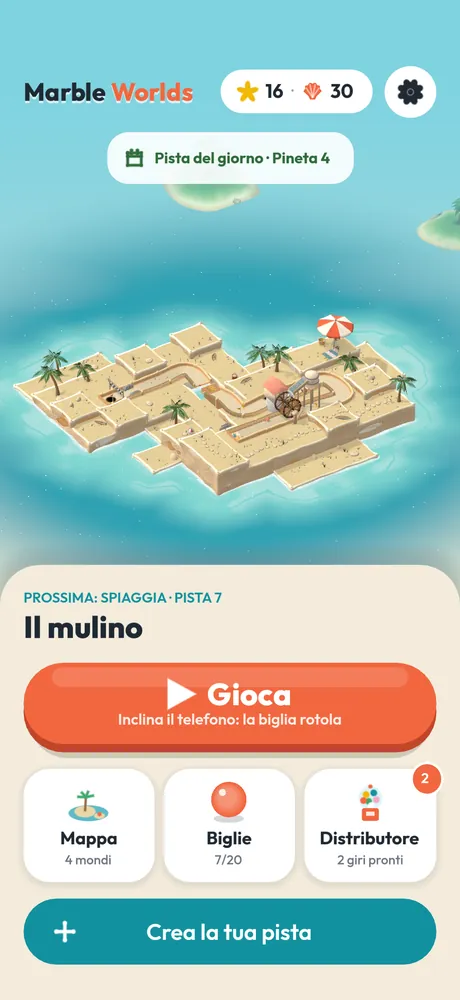 Marble Worlds
16 · 30
Pista del giorno · Pineta 4
PROSSIMA: SPIAGGIA · PISTA 7
Il mulino
Gioca
Inclina il telefono: la biglia rotola
2
Mappa
4 mondi
Biglie
7/20
Distributore
2 giri pronti
Crea la tua pista